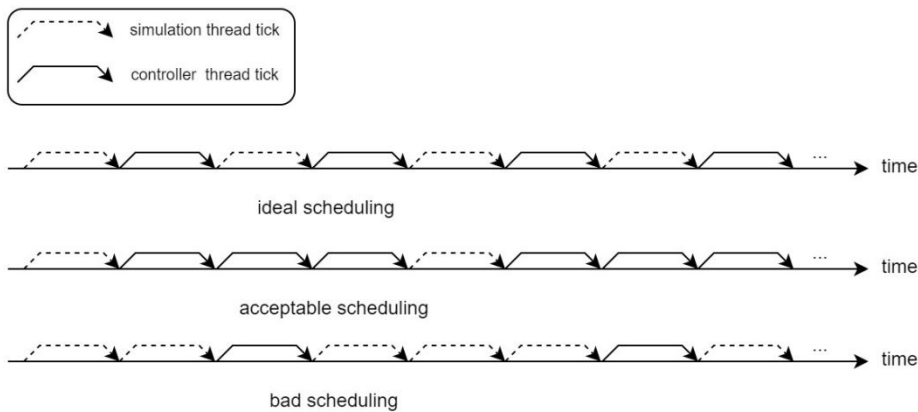 simulation thread tick
controller thread tick
... time
ideal scheduling
... time
acceptable scheduling
... time
bad scheduling